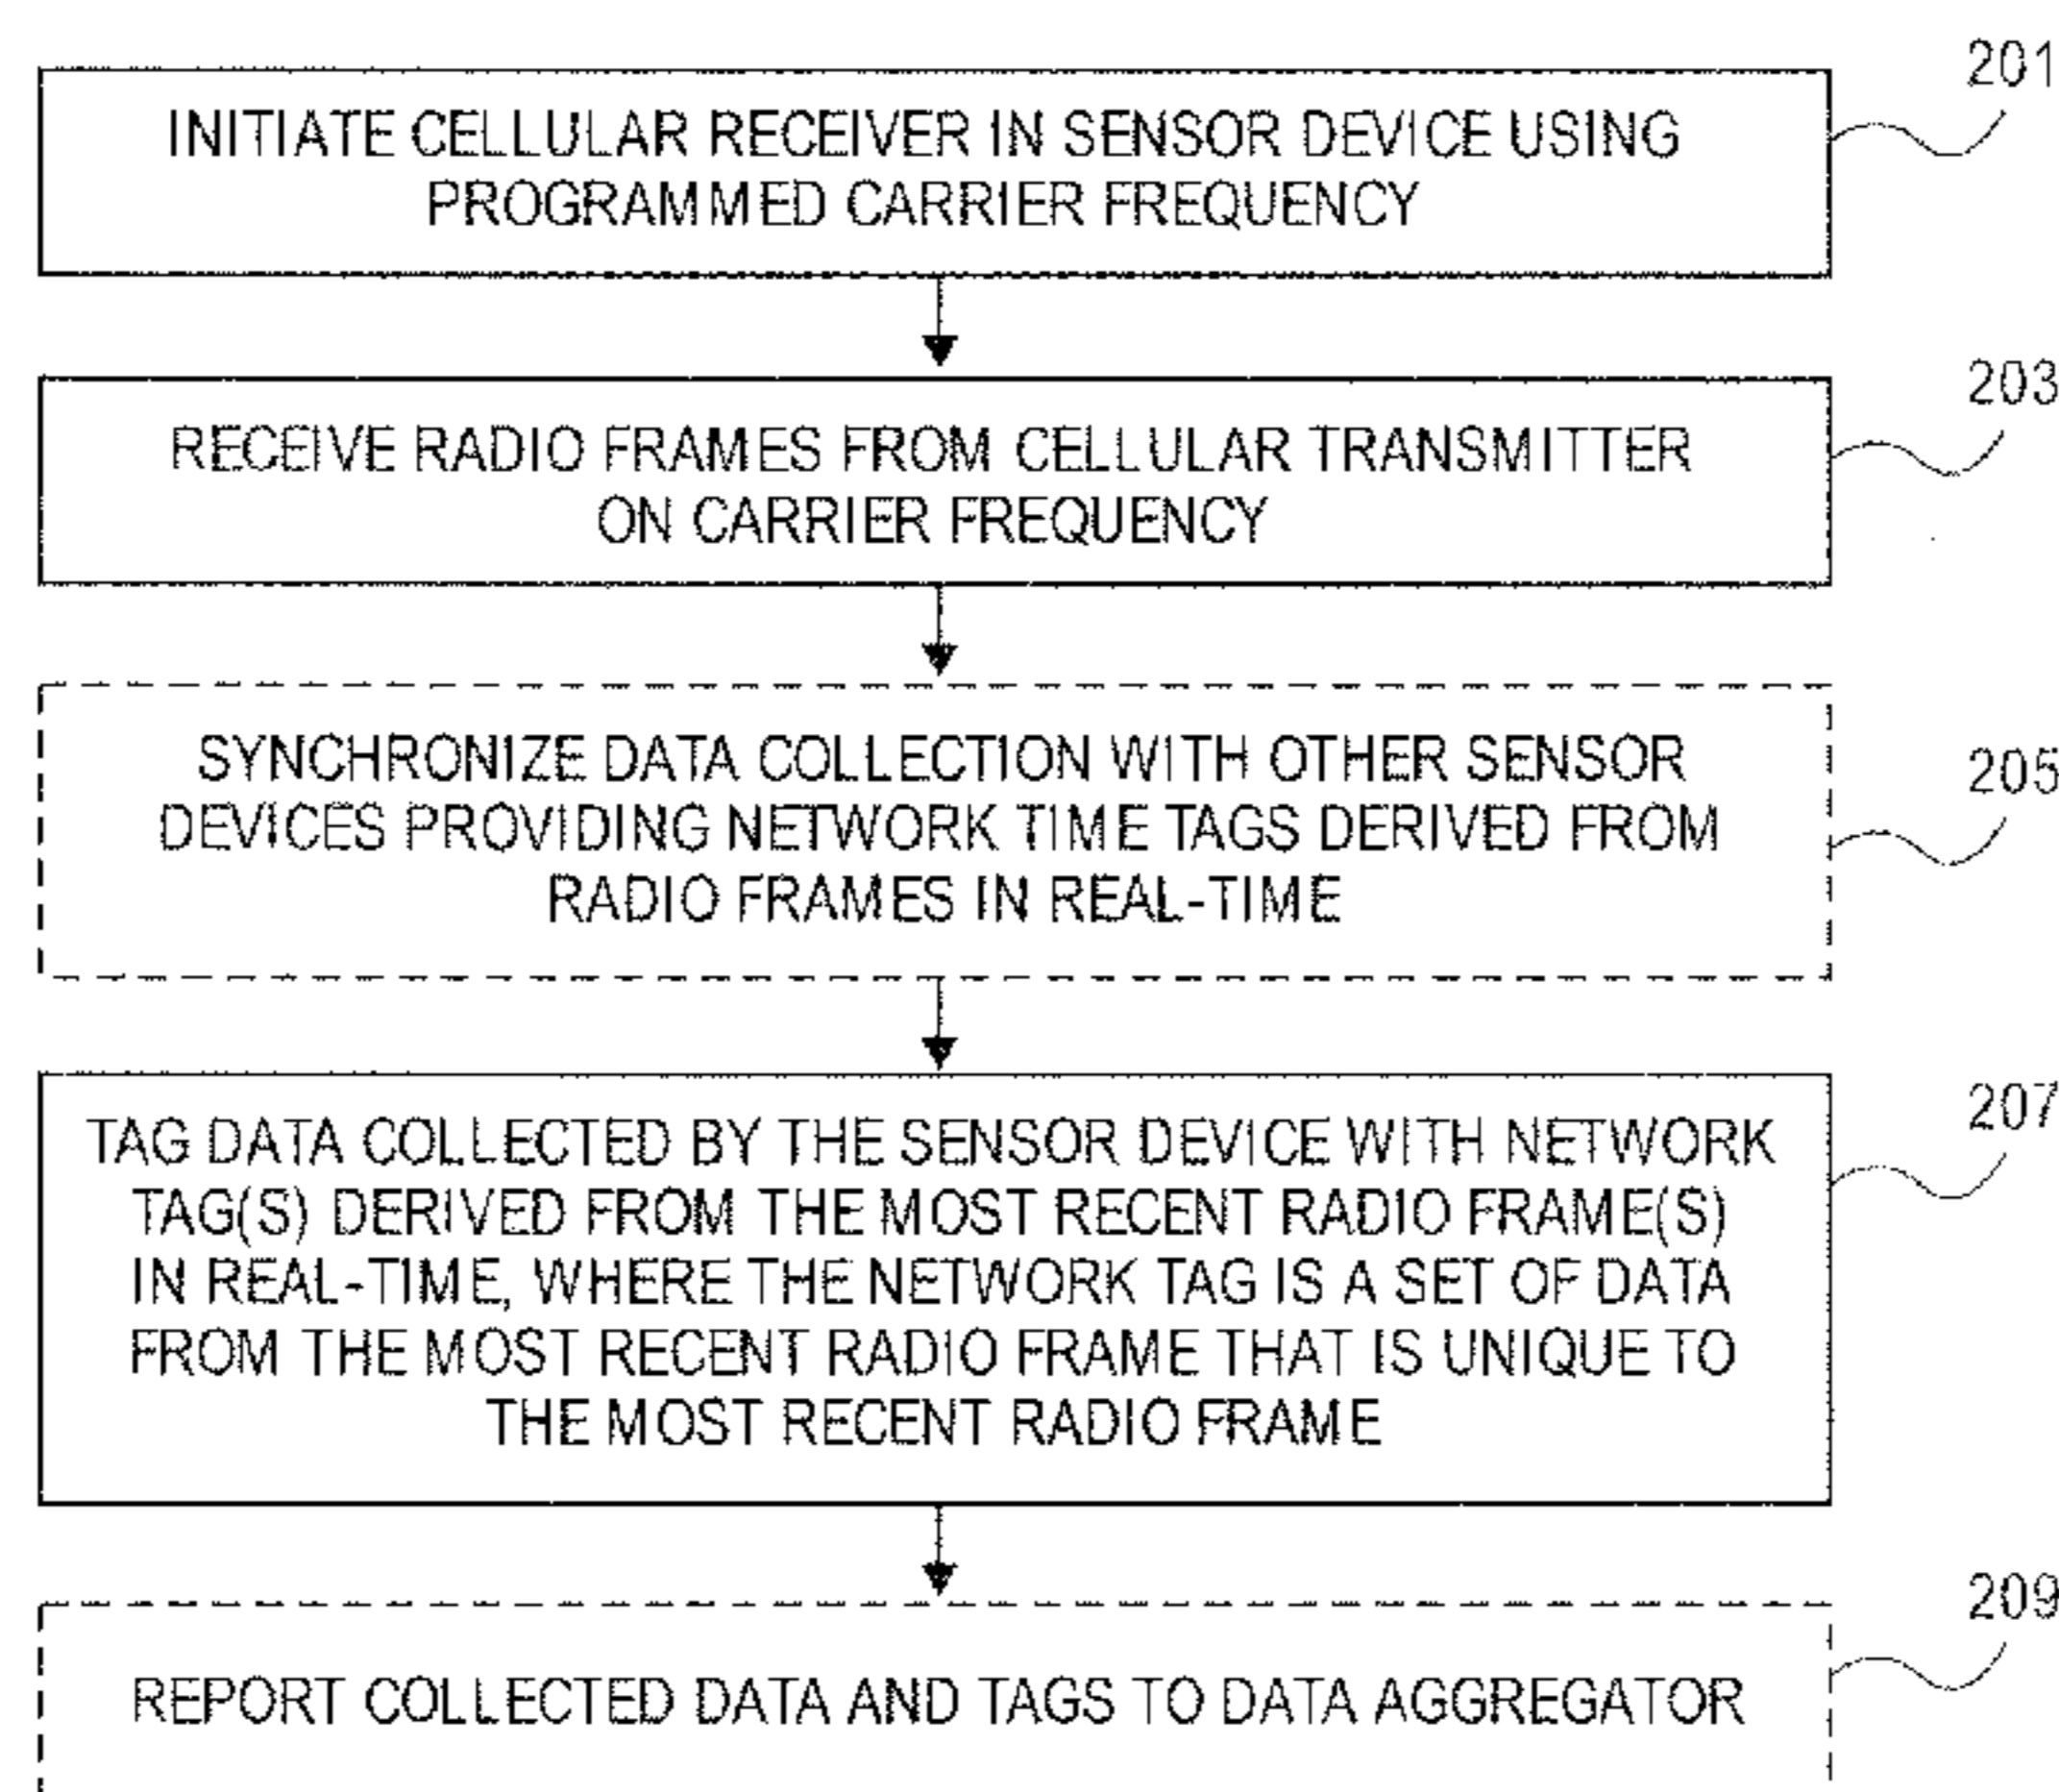 201
INITIATE CELLULAR RECEIVER IN SENSOR DEVICE USING
PROGRAMMED CARRIER FREQUENCY
203
RECEIVE RADIO FRAMES FROM CELLULAR TRANSMITTER
ON CARRIER FREQUENCY
205
SYNCHRONIZE DATA COLLECTION WITH OTHER SENSOR
DEVICES PROVIDING NETWORK TIME TAGS DERIVED FROM
RADIO FRAMES IN REAL-TIME
207
TAG DATA COLLECTED BY THE SENSOR DEVICE WITH NETWORK
TAG(S) DERIVED FROM THE MOST RECENT RADIO FRAME(S)
IN REAL-TIME, WHERE THE NETWORK TAG IS A SET OF DATA
FROM THE MOST RECENT RADIO FRAME THAT IS UNIQUE TO
THE MOST RECENT RADIO FRAME
209
REPORT COLLECTED DATA AND TAGS TO DATA AGGREGATOR